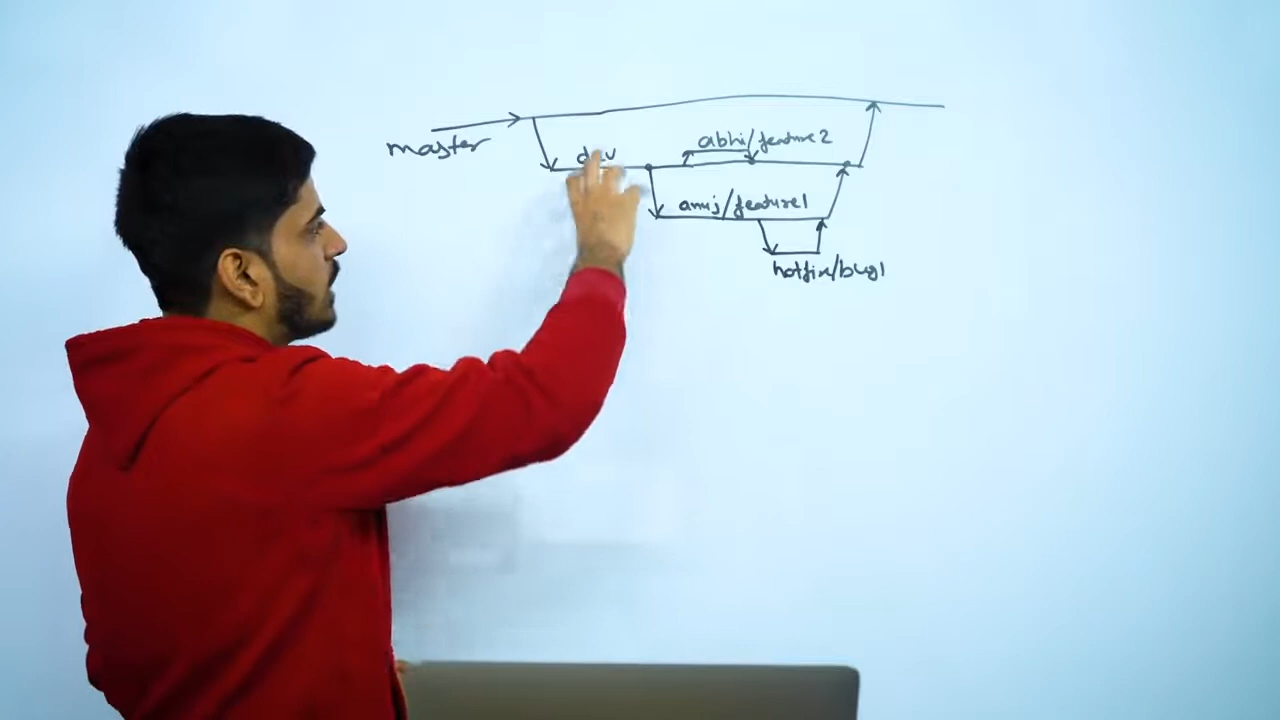 master
dev
abhi/feature2
anuj/feature1
hotfix/bug1